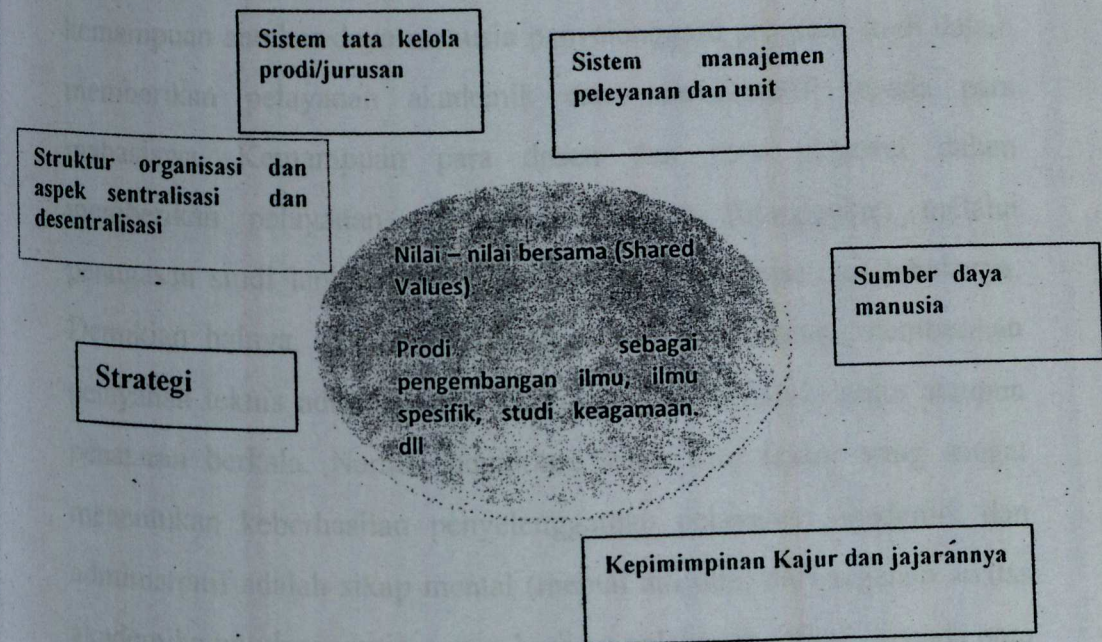 Sistem tata kelola
prodi/jurusan
Sistem manajemen
peleyanan dan unit
Struktur organisasi dan
aspek sentralisasi dan
desentralisasi
Nilai – nilai bersama (Shared
Values)
Prodi sebagai
pengembangan ilmu, ilmu
spesifik, studi keagamaan.
dll
Sumber daya
manusia
Strategi
Kepimimpinan Kajur dan jajarannya